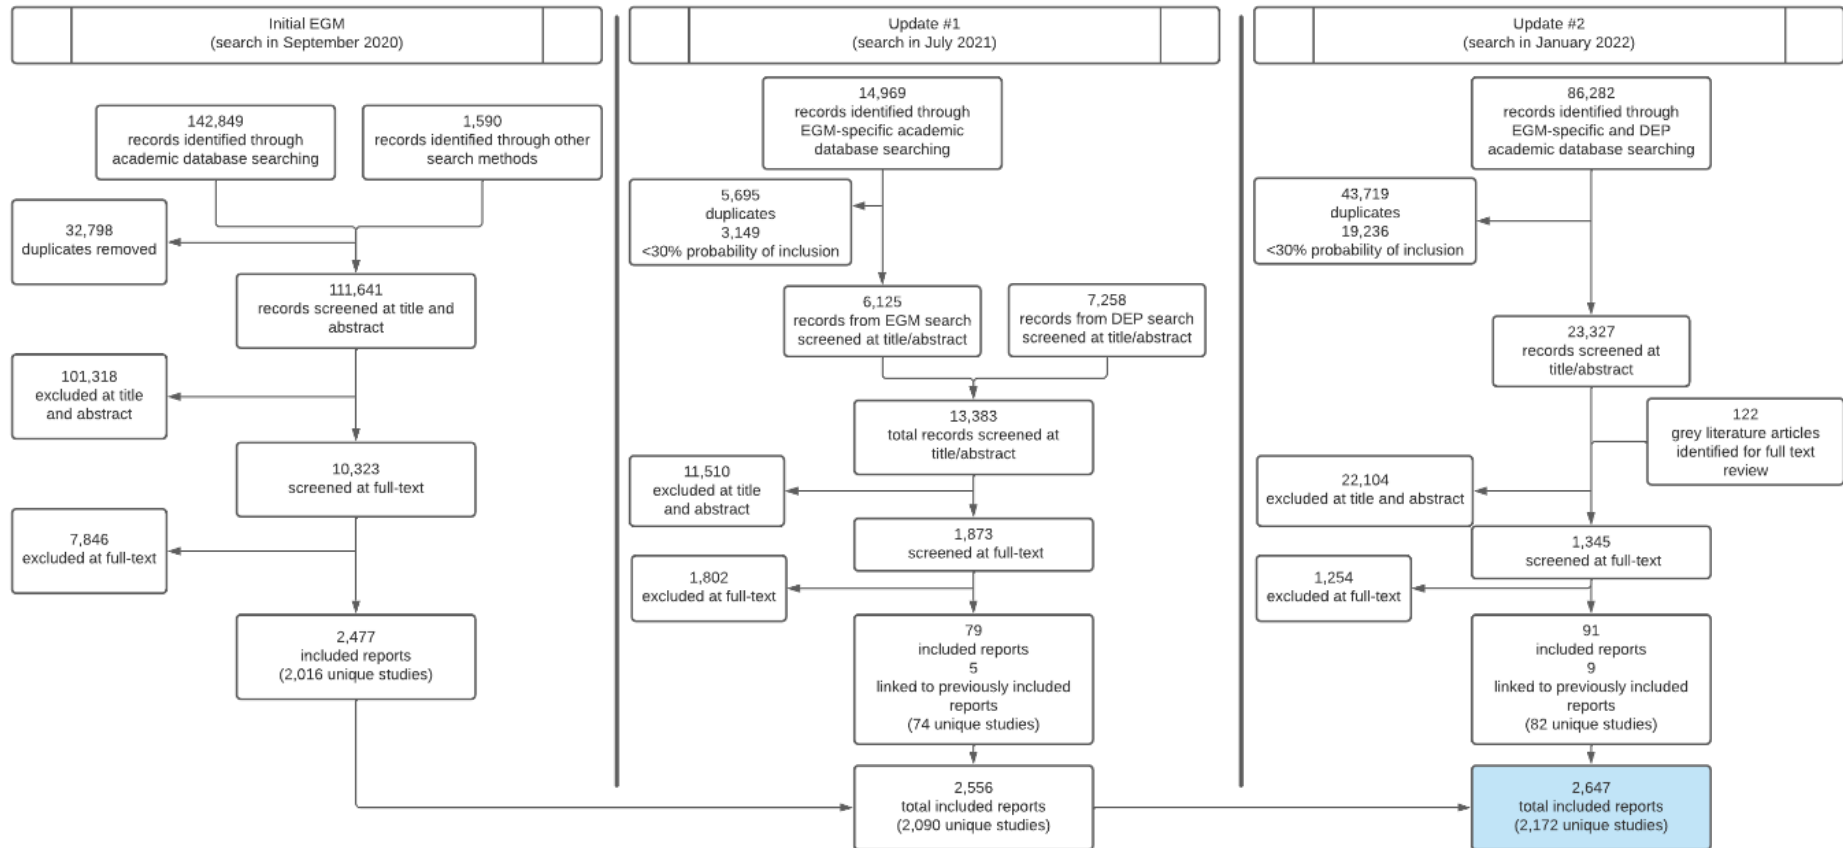 Initial EGM
(search in September 2020)
142,849
records identified through
academic database searching
1,590
records identified through other
search methods
32,798
duplicates removed
111,641
records screened at title and
abstract
101,318
excluded at title
and abstract
10,323
screened at full-text
7,846
excluded at full-text
2,477
included reports
(2,016 unique studies)
Update #1
(search in July 2021)
14,969
records identified through
EGM-specific academic
database searching
5,695
duplicates
3,149
<30% probability of inclusion
6,125
records from EGM search
screened at title/abstract
7,258
records from DEP search
screened at title/abstract
13,383
total records screened at
title/abstract
11,510
excluded at title
and abstract
1,873
screened at full-text
1,802
excluded at full-text
79
included reports
5
linked to previously included
reports
(74 unique studies)
2,556
total included reports
(2,090 unique studies)
Update #2
(search in January 2022)
86,282
records identified through
EGM-specific and DEP
academic database searching
43,719
duplicates
19,236
<30% probability of inclusion
23,327
records screened at
title/abstract
122
grey literature articles
identified for full text
review
22,104
excluded at title and abstract
1,345
screened at full-text
1,254
excluded at full-text
91
included reports
9
linked to previously included
reports
(82 unique studies)
2,647
total included reports
(2,172 unique studies)